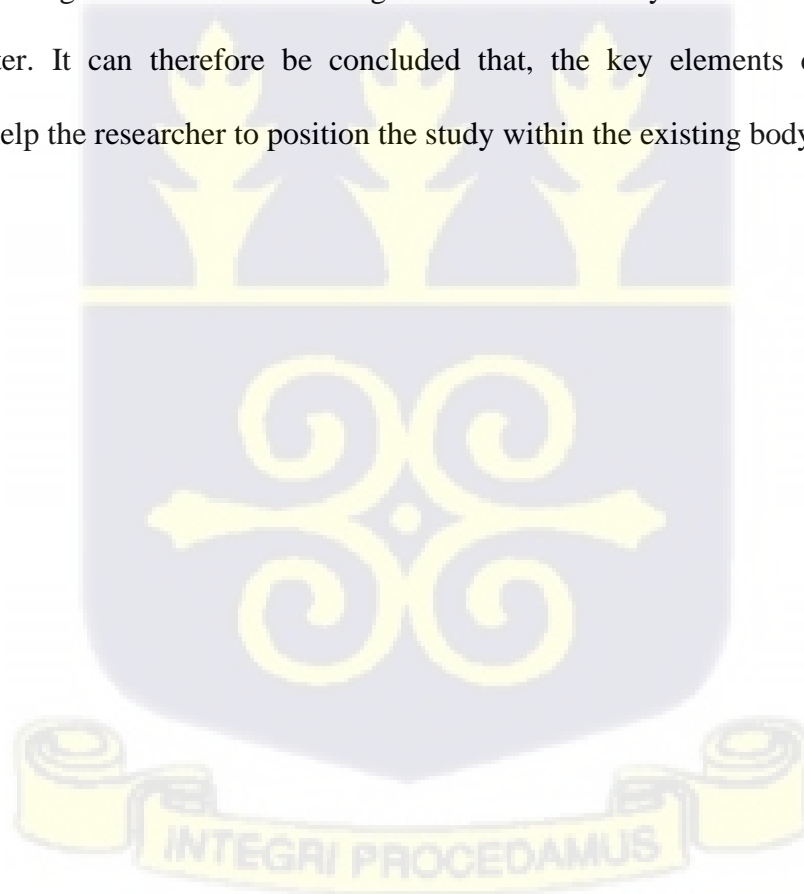 ter. It can therefore be concluded that, the key elements
elp the researcher to position the study within the existing body
INTEGRI PROCEDAMUS